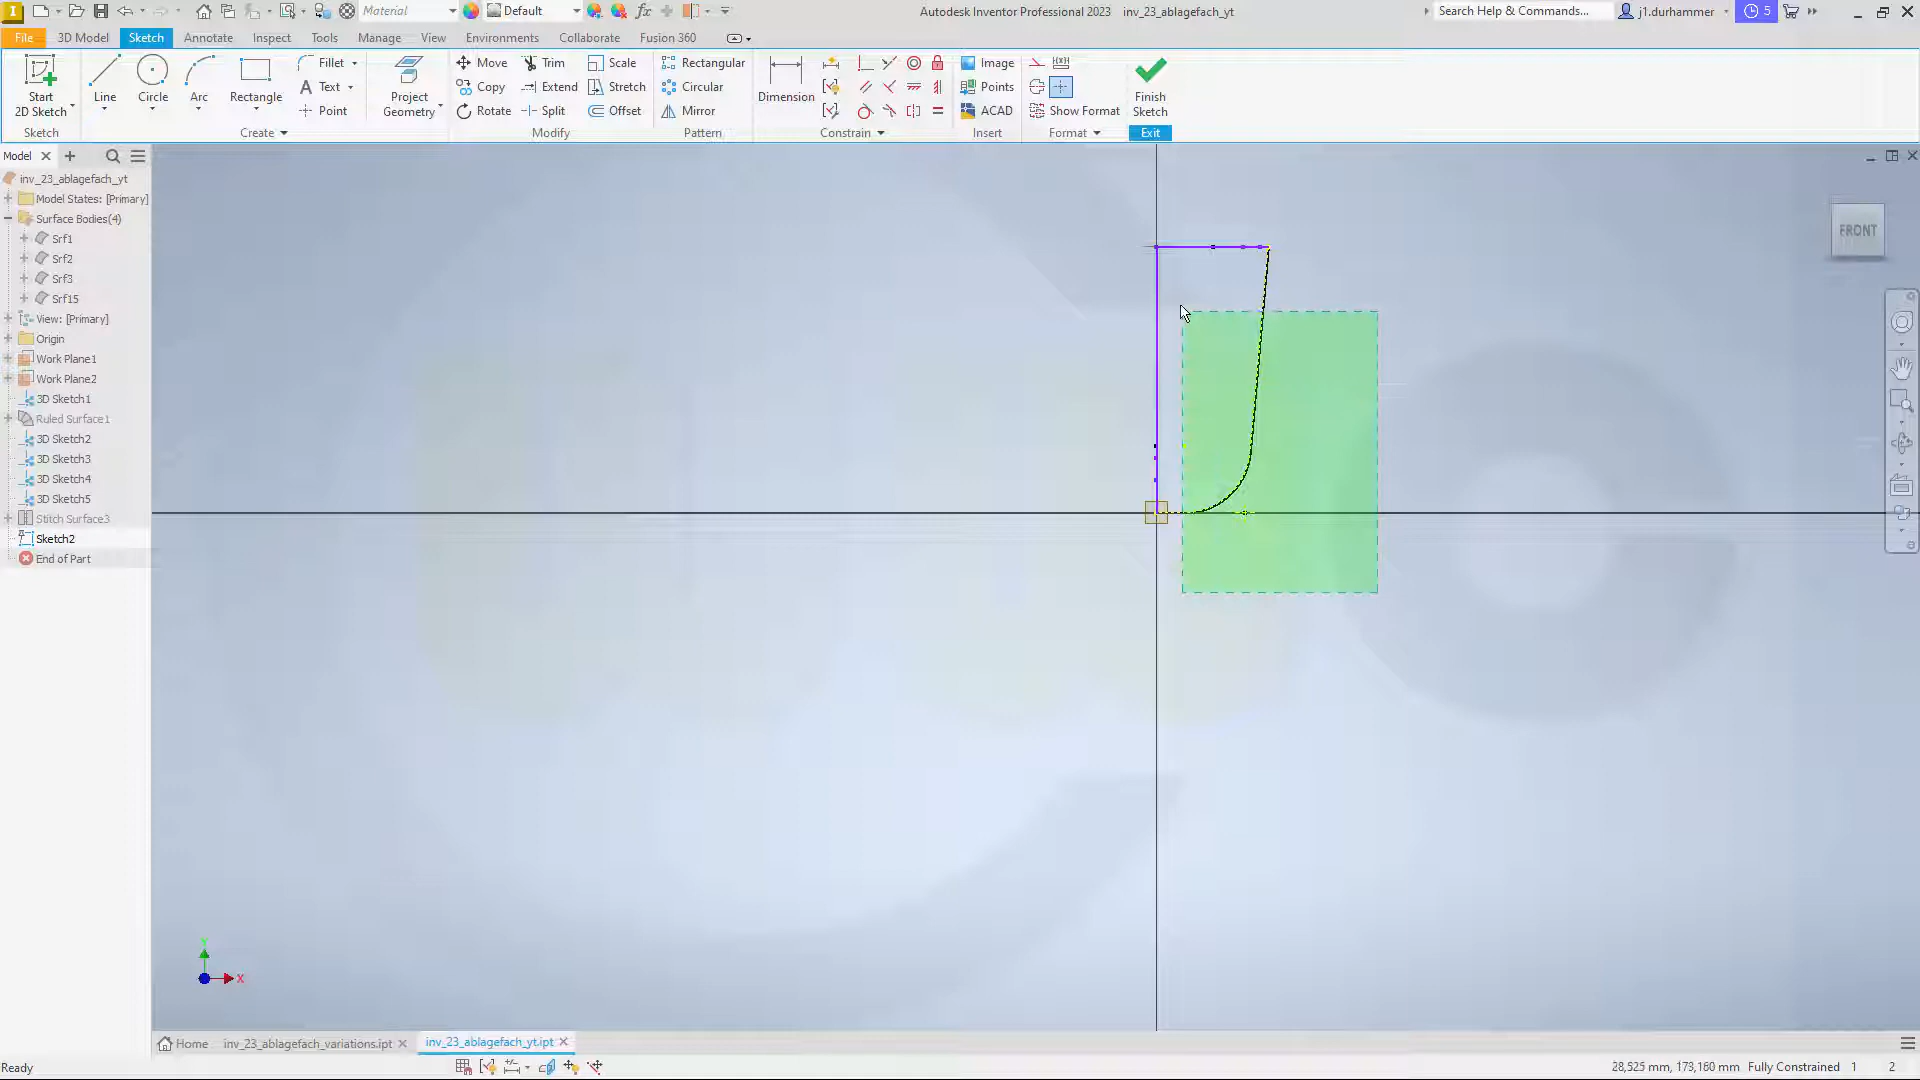 Material
Default
Autodesk Inventor Professional 2023 inv_23_ablagefach_yt
Search Help & Commands...
j1.durhammer
5
File
3D Model
Sketch
Annotate
Inspect
Tools
Manage
View
Environments
Collaborate
Fusion 360
Start
2D Sketch
Line
Circle
Arc
Rectangle
Fillet
Text
Point
Project
Geometry
Move
Copy
Rotate
Trim
Extend
Split
Scale
Stretch
Offset
Rectangular
Circular
Mirror
Dimension
Image
Points
ACAD
Show Format
Finish
Sketch
Sketch
Create
Modify
Pattern
Constrain
Insert
Format
Exit
Model
inv_23_ablagefach_yt
Model States: [Primary]
Surface Bodies(4)
Srf1
Srf2
Srf3
Srf15
View: [Primary]
Origin
Work Plane1
Work Plane2
3D Sketch1
Ruled Surface1
3D Sketch2
3D Sketch3
3D Sketch4
3D Sketch5
Stitch Surface3
Sketch2
End of Part
FRONT
Y
X
Home
inv_23_ablagefach_variations.ipt
inv_23_ablagefach_yt.ipt
Ready
28,525 mm, 173,160 mm Fully Constrained 1 2